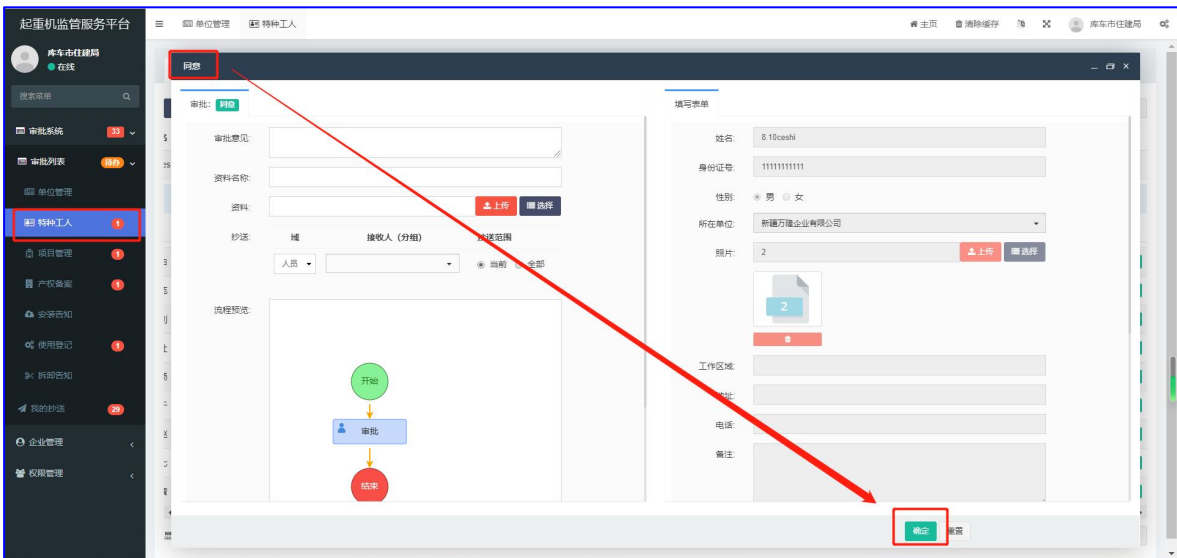 起重机监管服务平台
单位管理
特种工人
主页
清除缓存
库车市住建局
库车市住建局
在线
搜索菜单
审批系统
33
审批列表
待办
单位管理
特种工人
1
项目管理
1
产权备案
1
安装告知
使用登记
1
拆卸告知
我的抄送
29
企业管理
权限管理
同意
审批: 同意
审批意见:
资料名称:
资料:
上传
选择
抄送:
域
接收人（分组）
抄送范围
人员
当前
全部
流程预览:
开始
审批
结束
填写表单
姓名:
8.10ceshi
身份证号:
11111111111
性别:
男
女
所在单位:
新疆万隆企业有限公司
照片:
2
上传
选择
2
工作区域:
地址:
电话:
备注:
确定
重置